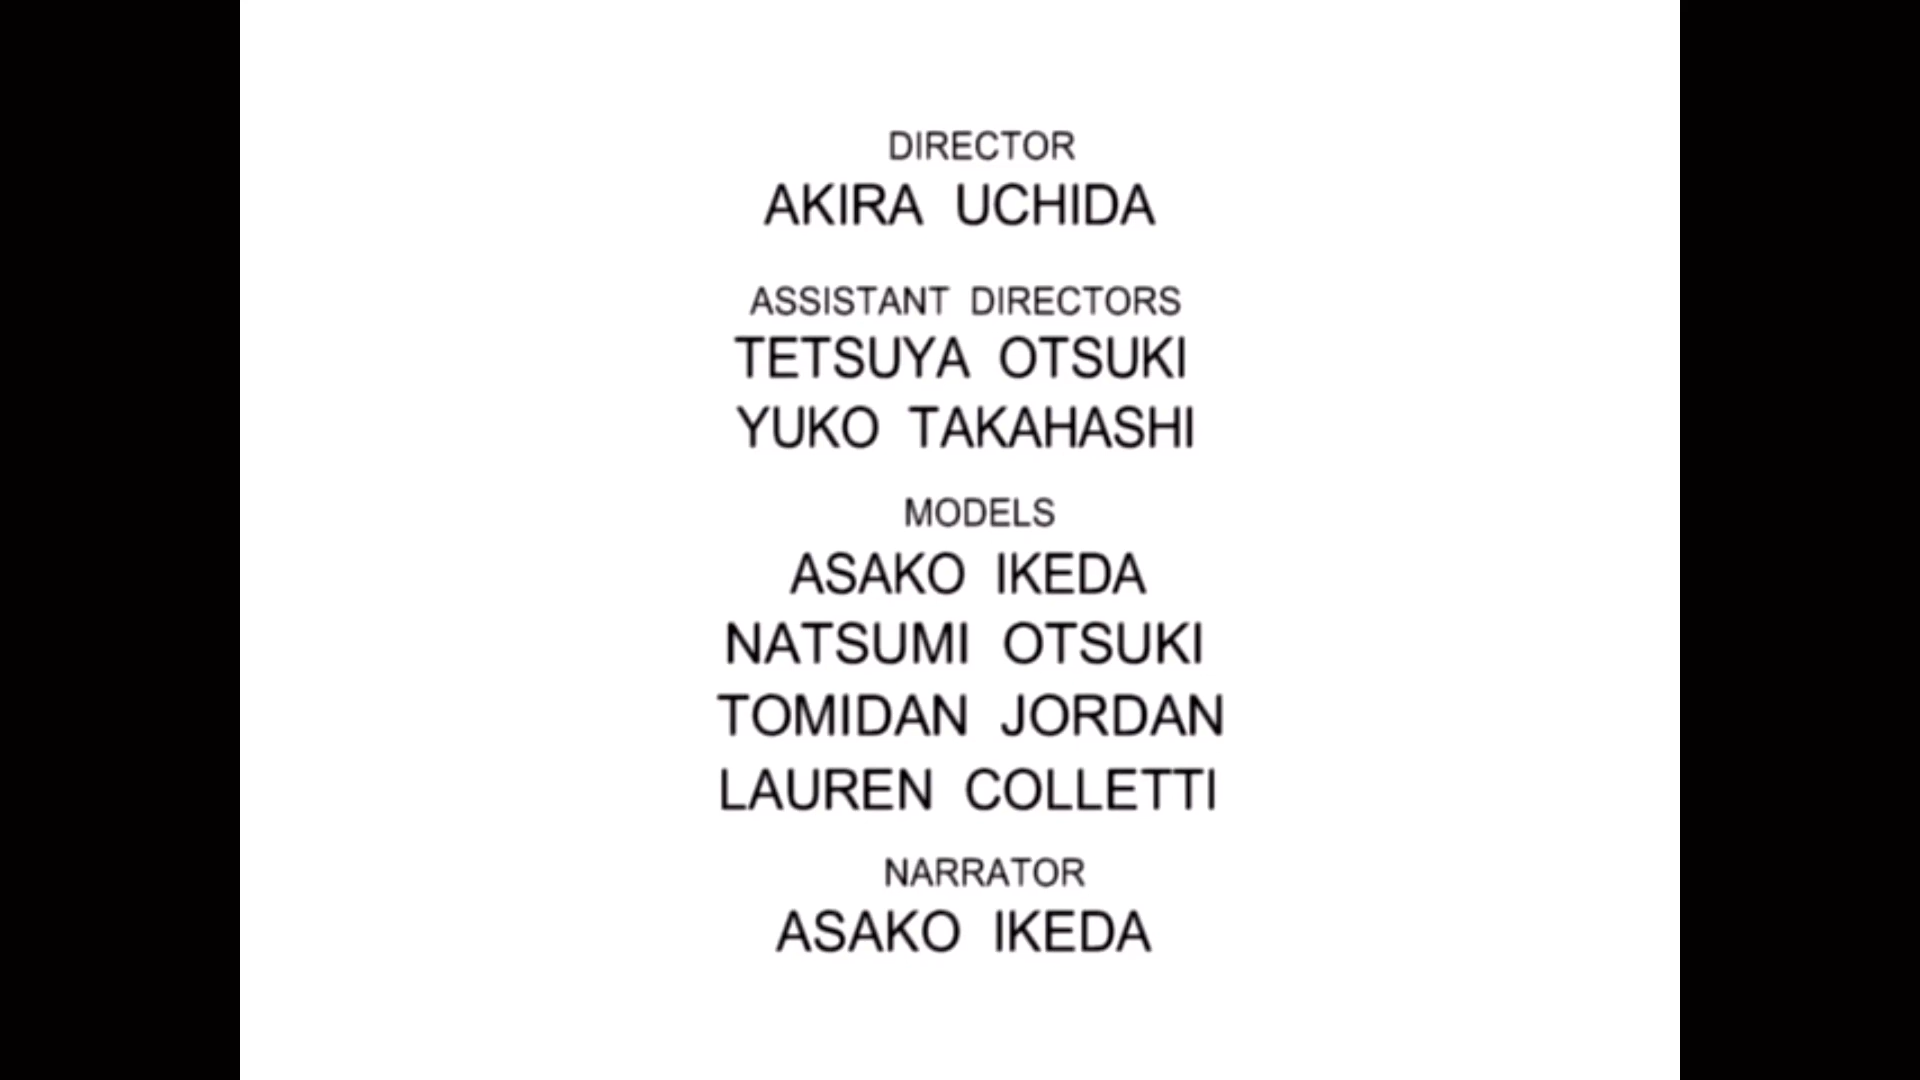 DIRECTOR
AKIRA UCHIDA
ASSISTANT DIRECTORS
TETSUYA OTSUKI
YUKO TAKAHASHI
MODELS
ASAKO IKEDA
NATSUMI OTSUKI
TOMIDAN JORDAN
LAUREN COLLETTI
NARRATOR
ASAKO IKEDA